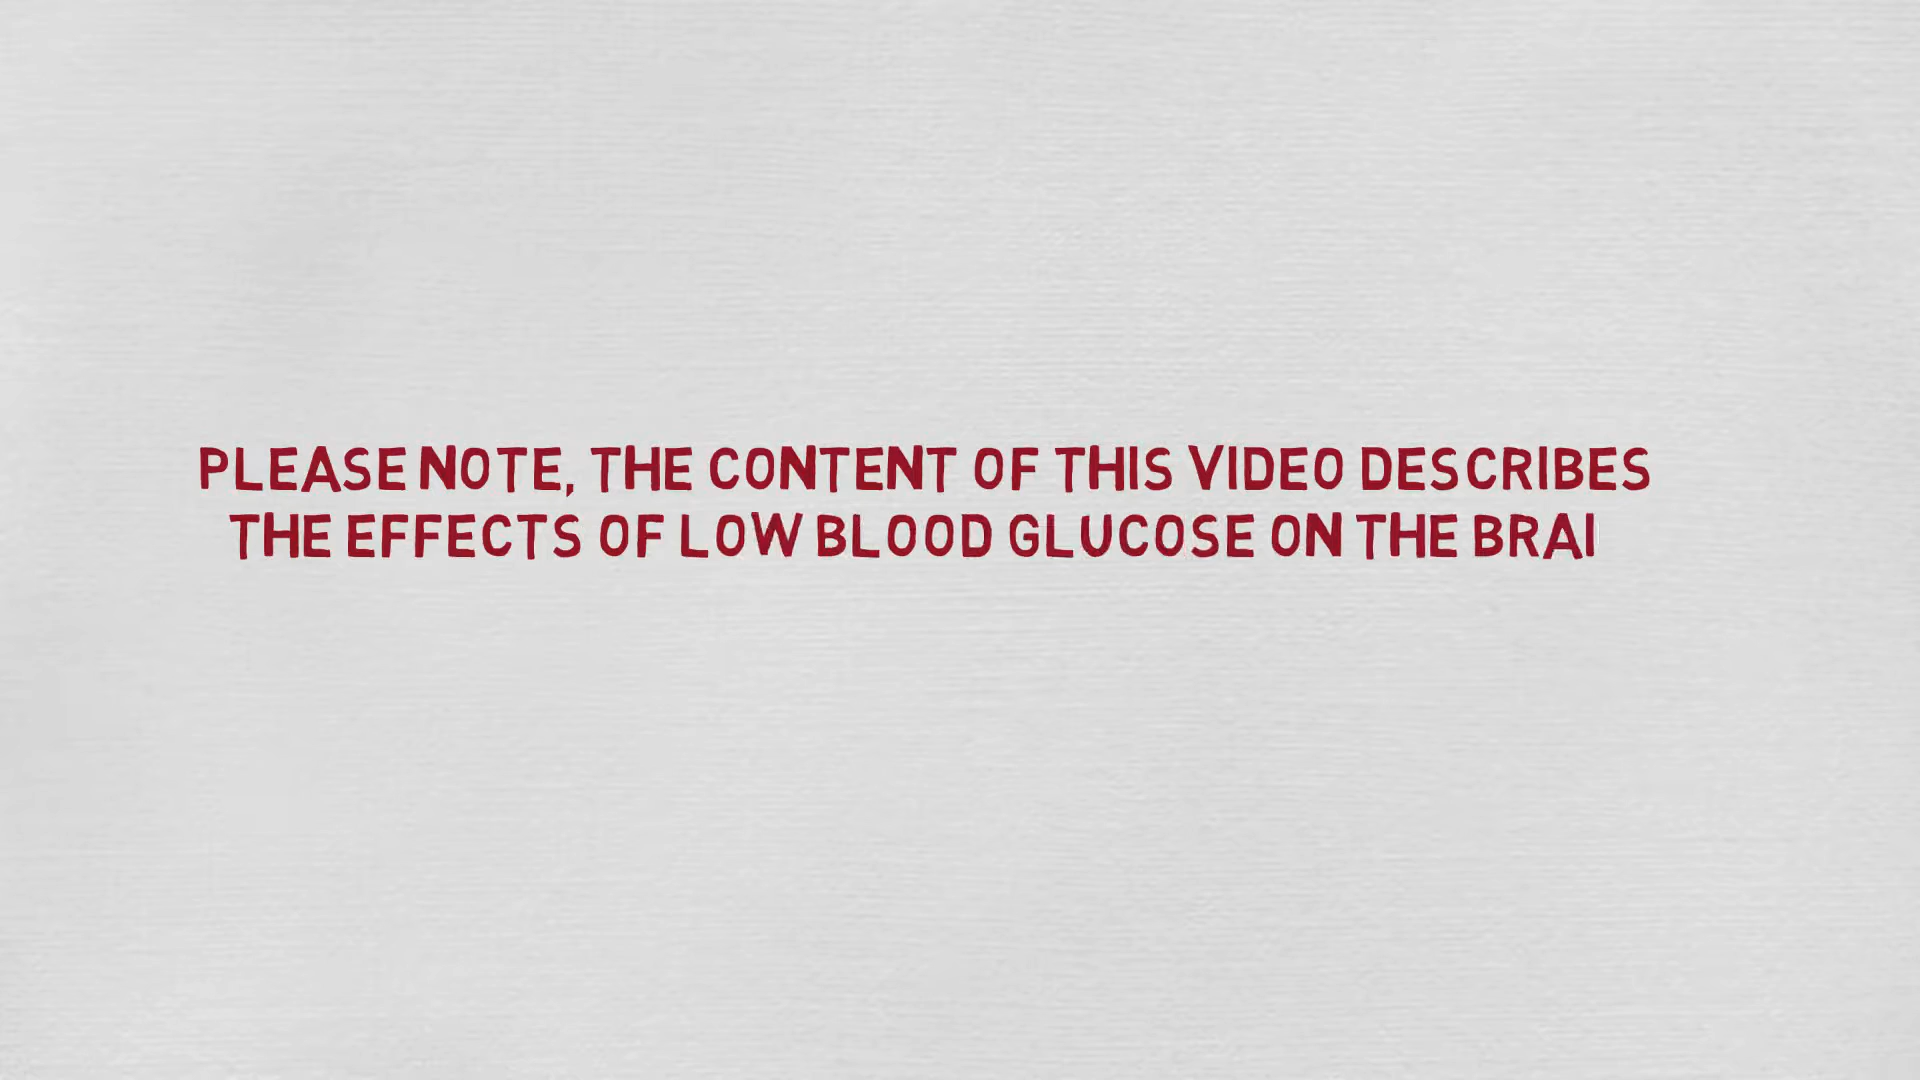 PLEASE NOTE, THE CONTENT OF THIS VIDEO DESCRIBES
THE EFFECTS OF LOW BLOOD GLUCOSE ON THE BRAI